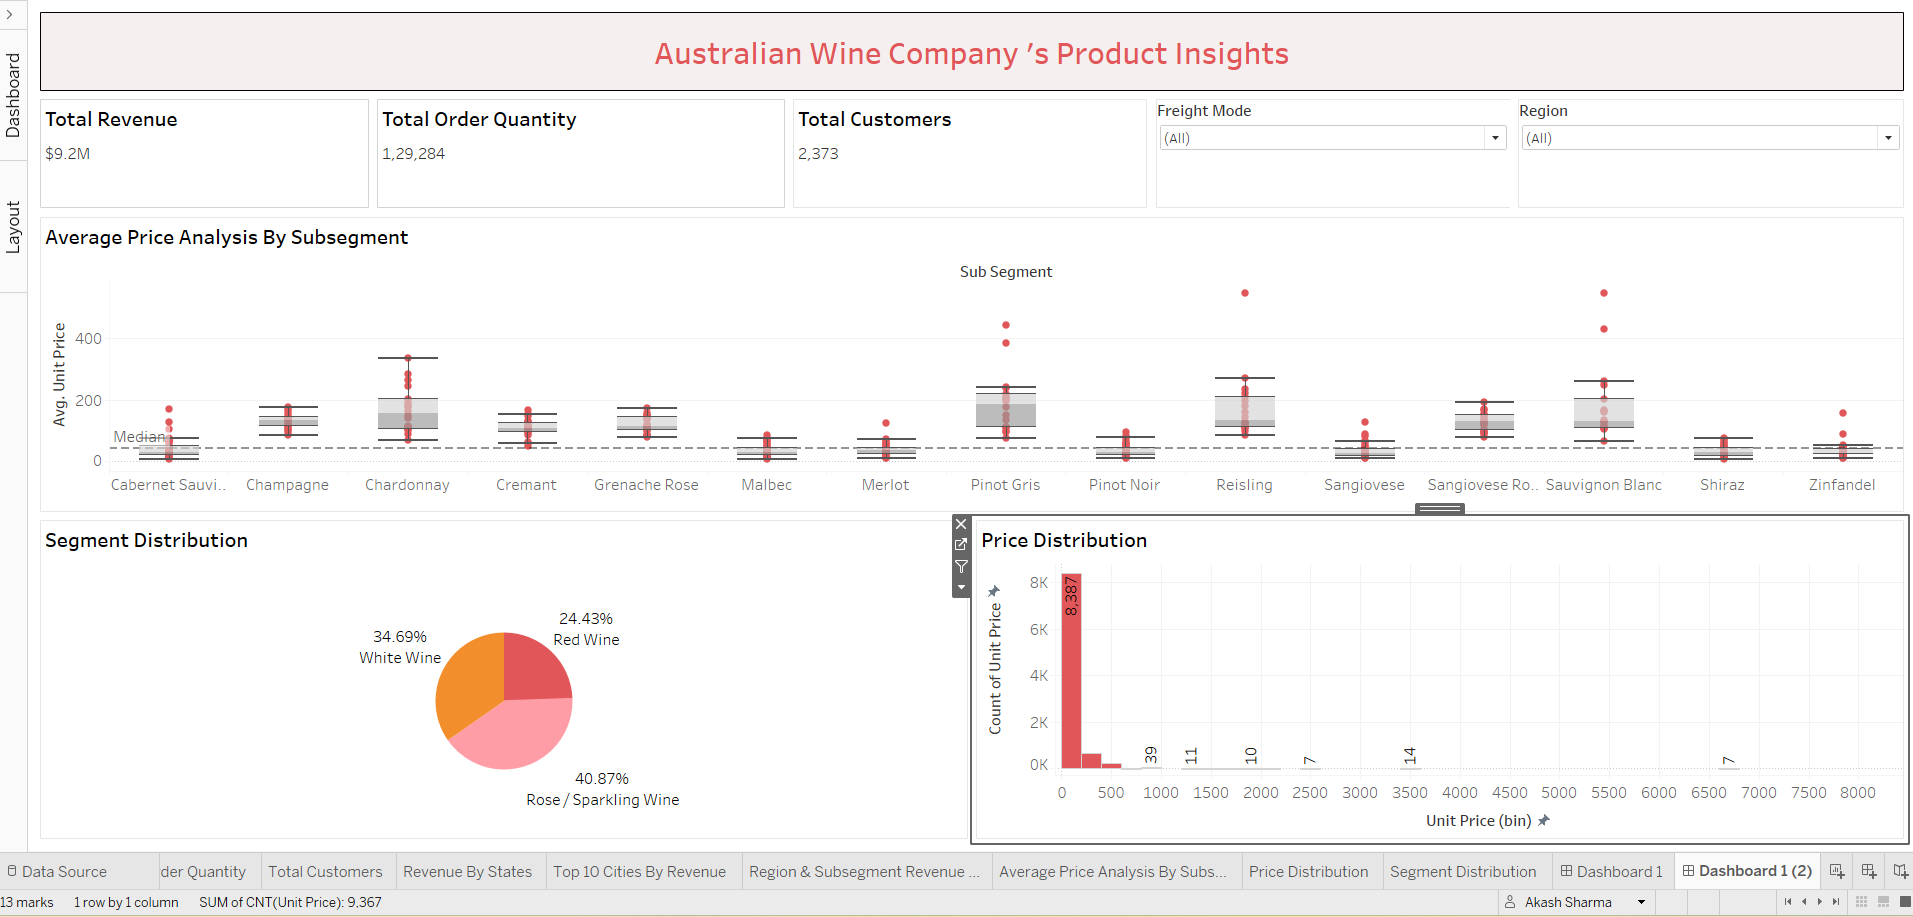 Dashboard
Layout
Australian Wine Company ’s Product Insights
Total Revenue
$9.2M
Total Order Quantity
1,29,284
Total Customers
2,373
Freight Mode
(All)
Region
(All)
Average Price Analysis By Subsegment
Sub Segment
Avg. Unit Price
400
200
0
Median
Cabernet Sauvi.. Champagne Chardonnay Cremant Grenache Rose Malbec Merlot Pinot Gris Pinot Noir Reisling Sangiovese Sangiovese Ro.. Sauvignon Blanc Shiraz Zinfandel
Segment Distribution
24.43%
Red Wine
34.69%
White Wine
40.87%
Rose / Sparkling Wine
Price Distribution
Count of Unit Price
8K
6K
4K
2K
0K
8,387
39 11 10 7 14 7
0 500 1000 1500 2000 2500 3000 3500 4000 4500 5000 5500 6000 6500 7000 7500 8000
Unit Price (bin)
Data Source der Quantity Total Customers Revenue By States Top 10 Cities By Revenue Region & Subsegment Revenue ... Average Price Analysis By Subs... Price Distribution Segment Distribution Dashboard 1 Dashboard 1 (2)
13 marks 1 row by 1 column SUM of CNT(Unit Price): 9,367 Akash Sharma